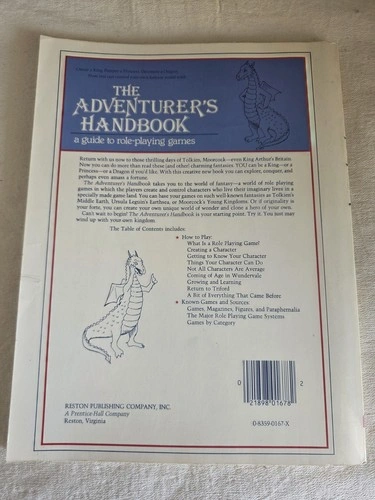 THE
ADVENTURER'S
HANDBOOK
a guide to role-playing games
Return with us now to those thrilling days of Tolkien, Moorcock—even King Arthur's Britain.
Now you can do more than read these (and other) charming fantasies. YOU can be a King—or a
Princess—or a Dragon if you'd like. With this creative new book you can explore, conquer, and
perhaps even amass a fortune.
The Adventurer's Handbook takes you to the world of fantasy—a world of role playing
games in which the players create and control characters who live their imaginary lives in a
specially made game land. You can base your games on such well-known fantasies as Tolkien's
Middle Earth, Ursula Leguin's Earthsea, or Moorcock's Young Kingdoms. Or if originality is
your forte, you can create your own unique world of wonder and clone a hero of your own.
Can't wait to begin? The Adventurer's Handbook is your starting point. Try it. You just may
wind up with your own kingdom.
The Table of Contents includes:
How to Play:
What Is a Role Playing Game?
Creating a Character
Getting to Know Your Character
Things Your Character Can Do
Not All Characters Are Average
Coming of Age in Wundervale
Growing and Learning
Return to Tnford
A Bit of Everything That Came Before
Known Games and Sources:
Games, Magazines, Figures, and Paraphernalia
The Major Role Playing Game Systems
Games by Category
RESTON PUBLISHING COMPANY, INC.
A Prentice-Hall Company
Reston, Virginia
0 21898 01678 2
0-8359-0167-X